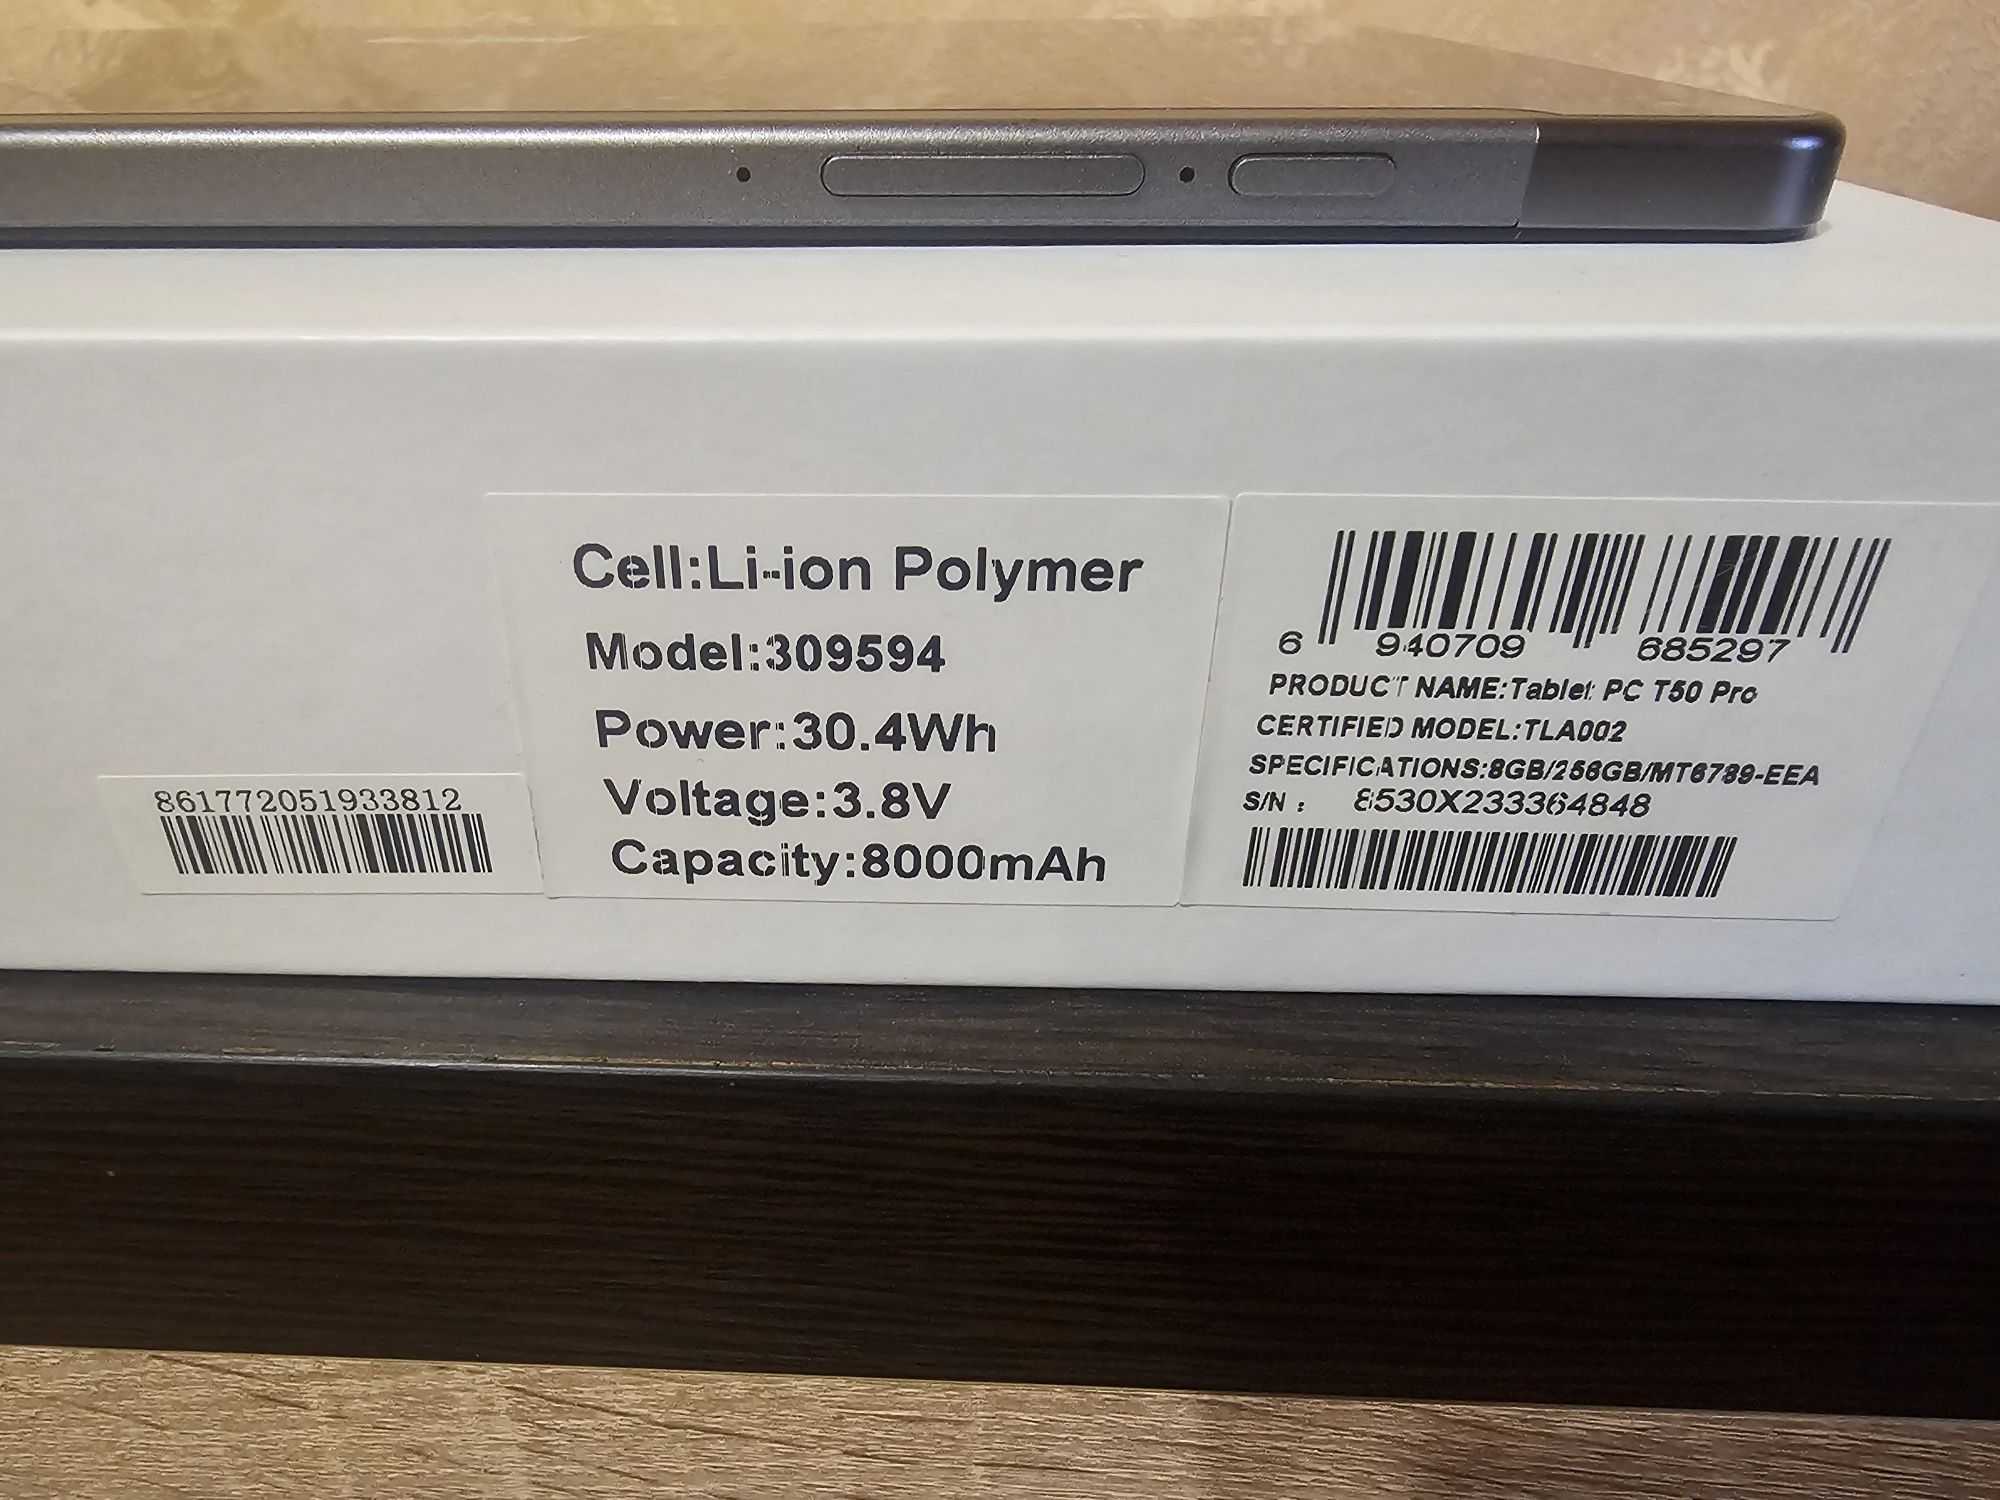 861772051933812
Cell:Li-ion Polymer
Model:309594
Power:30.4Wh
Voltage:3.8V
Capacity:8000mAh
6 940709 685297
PRODUCT NAME:Tablet PC T50 Pro
CERTIFIED MODEL:TLA002
SPECIFICATIONS:8GB/256GB/MT6789-EEA
S/N : 8530X233364848